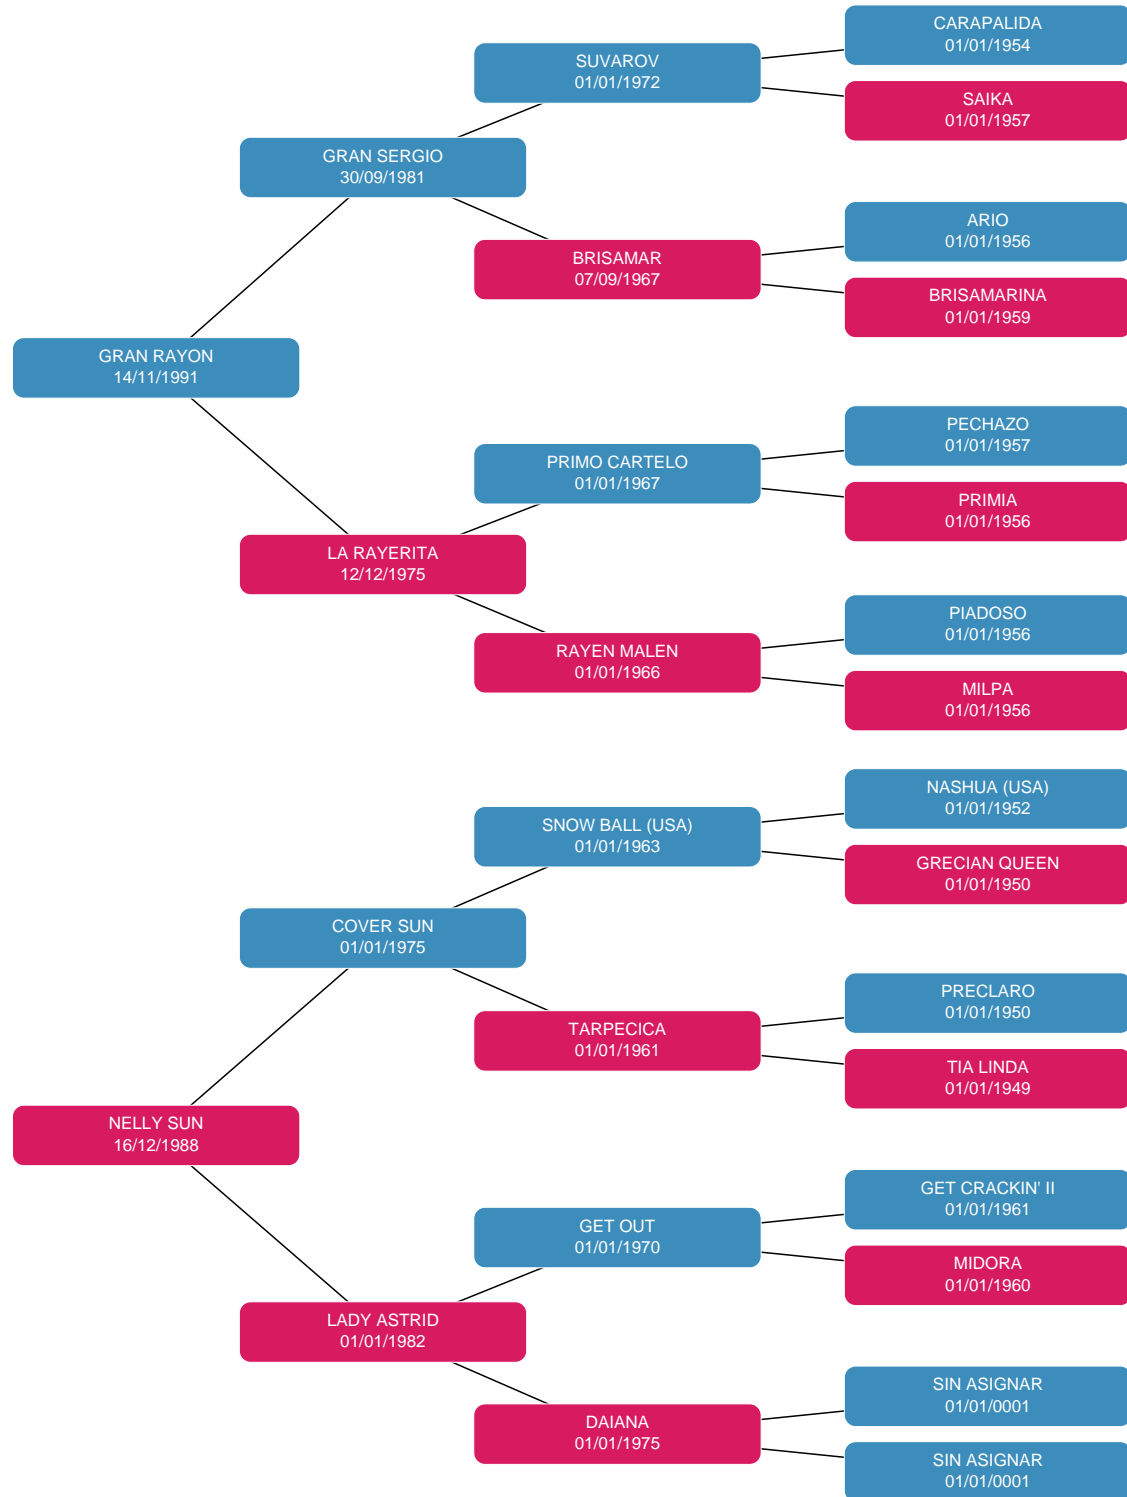 CARAPALIDA
01/01/1954
SUVAROV
01/01/1972
SAIKA
01/01/1957
GRAN SERGIO
30/09/1981
ARIO
01/01/1956
BRISAMAR
07/09/1967
BRISAMARINA
01/01/1959
GRAN RAYON
14/11/1991
PECHAZO
01/01/1957
PRIMO CARTELO
01/01/1967
PRIMIA
01/01/1956
LA RAYERITA
12/12/1975
PIADOSO
01/01/1956
RAYEN MALEN
01/01/1966
MILPA
01/01/1956
NASHUA (USA)
01/01/1952
SNOW BALL (USA)
01/01/1963
GRECIAN QUEEN
01/01/1950
COVER SUN
01/01/1975
PRECLARO
01/01/1950
TARPECICA
01/01/1961
TIA LINDA
01/01/1949
NELLY SUN
16/12/1988
GET CRACKIN' II
01/01/1961
GET OUT
01/01/1970
MIDORA
01/01/1960
LADY ASTRID
01/01/1982
SIN ASIGNAR
01/01/0001
DAIANA
01/01/1975
SIN ASIGNAR
01/01/0001